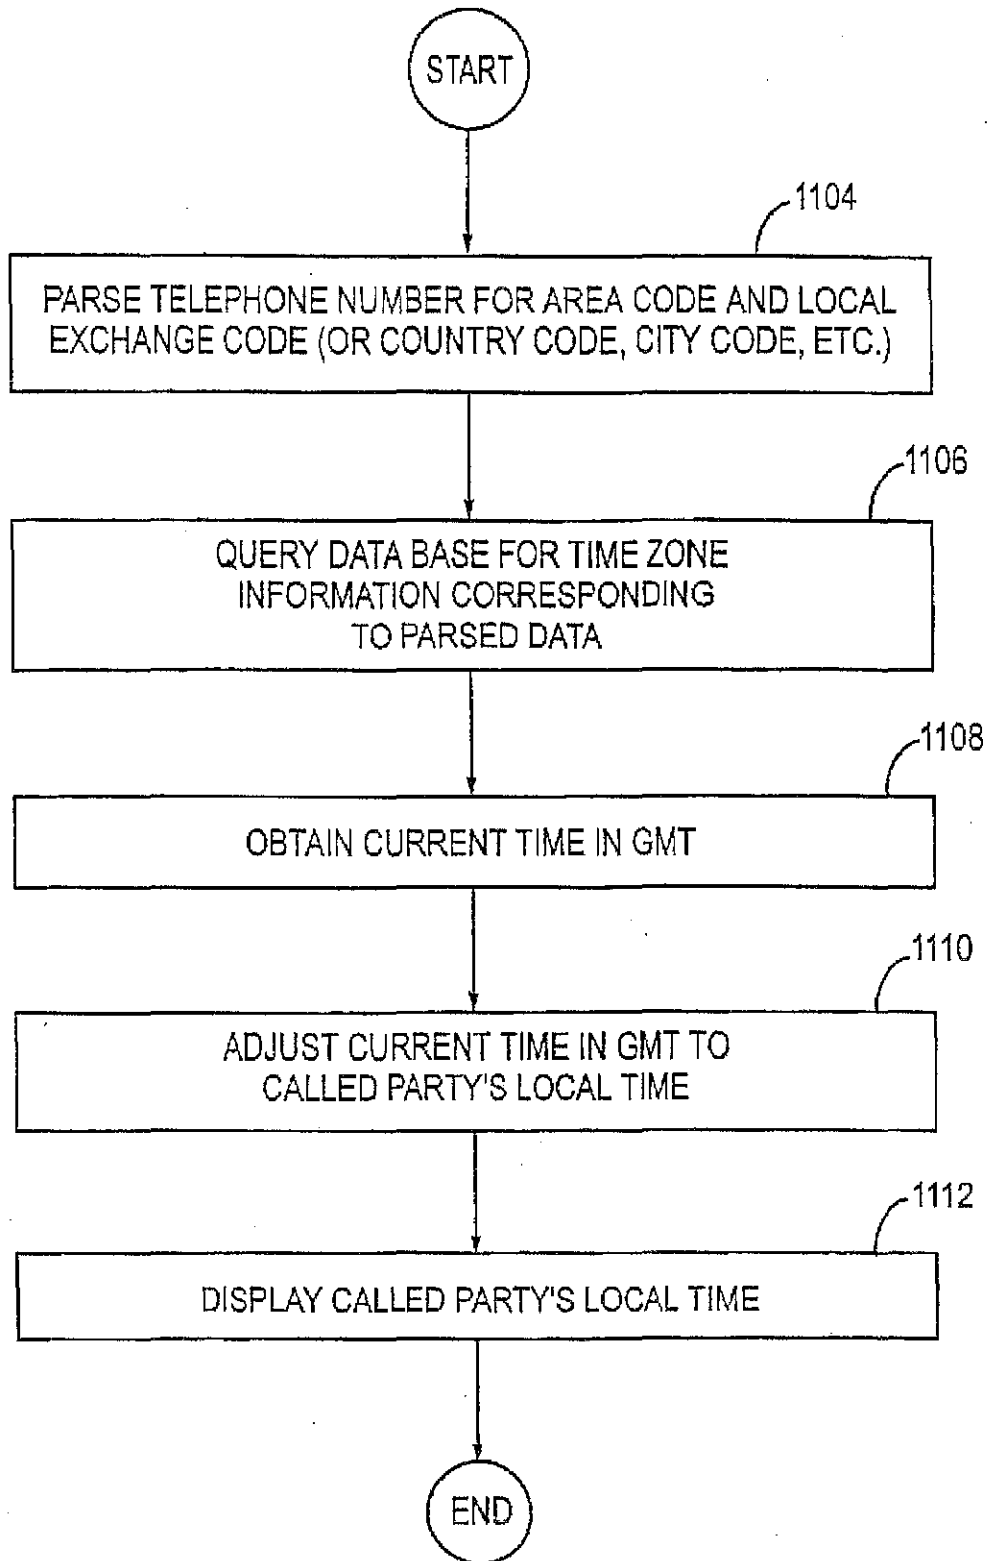 START
1104
PARSE TELEPHONE NUMBER FOR AREA CODE AND LOCAL
EXCHANGE CODE (OR COUNTRY CODE, CITY CODE, ETC.)
1106
QUERY DATA BASE FOR TIME ZONE
INFORMATION CORRESPONDING
TO PARSED DATA
1108
OBTAIN CURRENT TIME IN GMT
1110
ADJUST CURRENT TIME IN GMT TO
CALLED PARTY'S LOCAL TIME
1112
DISPLAY CALLED PARTY'S LOCAL TIME
END